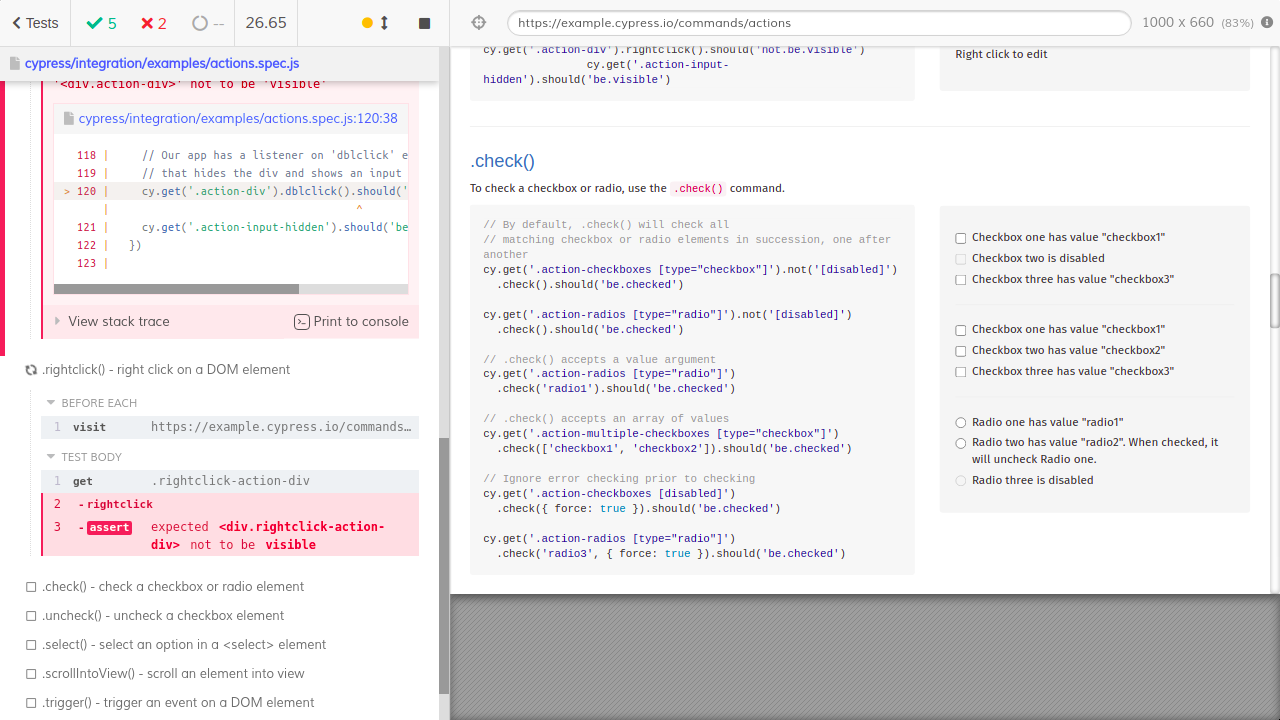 Tests
5
2
--
26.65
https://example.cypress.io/commands/actions
1000 x 660 (83%)
cypress/integration/examples/actions.spec.js
'<div.action-div>' not to be 'visible'
cypress/integration/examples/actions.spec.js:120:38
118 | // Our app has a listener on 'dblclick' e
119 | // that hides the div and shows an input
> 120 | cy.get('.action-div').dblclick().should('
| ^
121 | cy.get('.action-input-hidden').should('be
122 | })
123 |
View stack trace
Print to console
.rightclick() - right click on a DOM element
BEFORE EACH
1 visit https://example.cypress.io/commands…
TEST BODY
1 get .rightclick-action-div
2 -rightclick
3 -assert expected <div.rightclick-action-
div> not to be visible
.check() - check a checkbox or radio element
.uncheck() - uncheck a checkbox element
.select() - select an option in a <select> element
.scrollIntoView() - scroll an element into view
.trigger() - trigger an event on a DOM element
cy.get('.action-div').rightclick().should('not.be.visible')
cy.get('.action-input-
hidden').should('be.visible')
Right click to edit
.check()
To check a checkbox or radio, use the .check() command.
// By default, .check() will check all
// matching checkbox or radio elements in succession, one after
another
cy.get('.action-checkboxes [type="checkbox"]').not('[disabled]')
.check().should('be.checked')
cy.get('.action-radios [type="radio"]').not('[disabled]')
.check().should('be.checked')
// .check() accepts a value argument
cy.get('.action-radios [type="radio"]')
.check('radio1').should('be.checked')
// .check() accepts an array of values
cy.get('.action-multiple-checkboxes [type="checkbox"]')
.check(['checkbox1', 'checkbox2']).should('be.checked')
// Ignore error checking prior to checking
cy.get('.action-checkboxes [disabled]')
.check({ force: true }).should('be.checked')
cy.get('.action-radios [type="radio"]')
.check('radio3', { force: true }).should('be.checked')
Checkbox one has value "checkbox1"
Checkbox two is disabled
Checkbox three has value "checkbox3"
Checkbox one has value "checkbox1"
Checkbox two has value "checkbox2"
Checkbox three has value "checkbox3"
Radio one has value "radio1"
Radio two has value "radio2". When checked, it
will uncheck Radio one.
Radio three is disabled